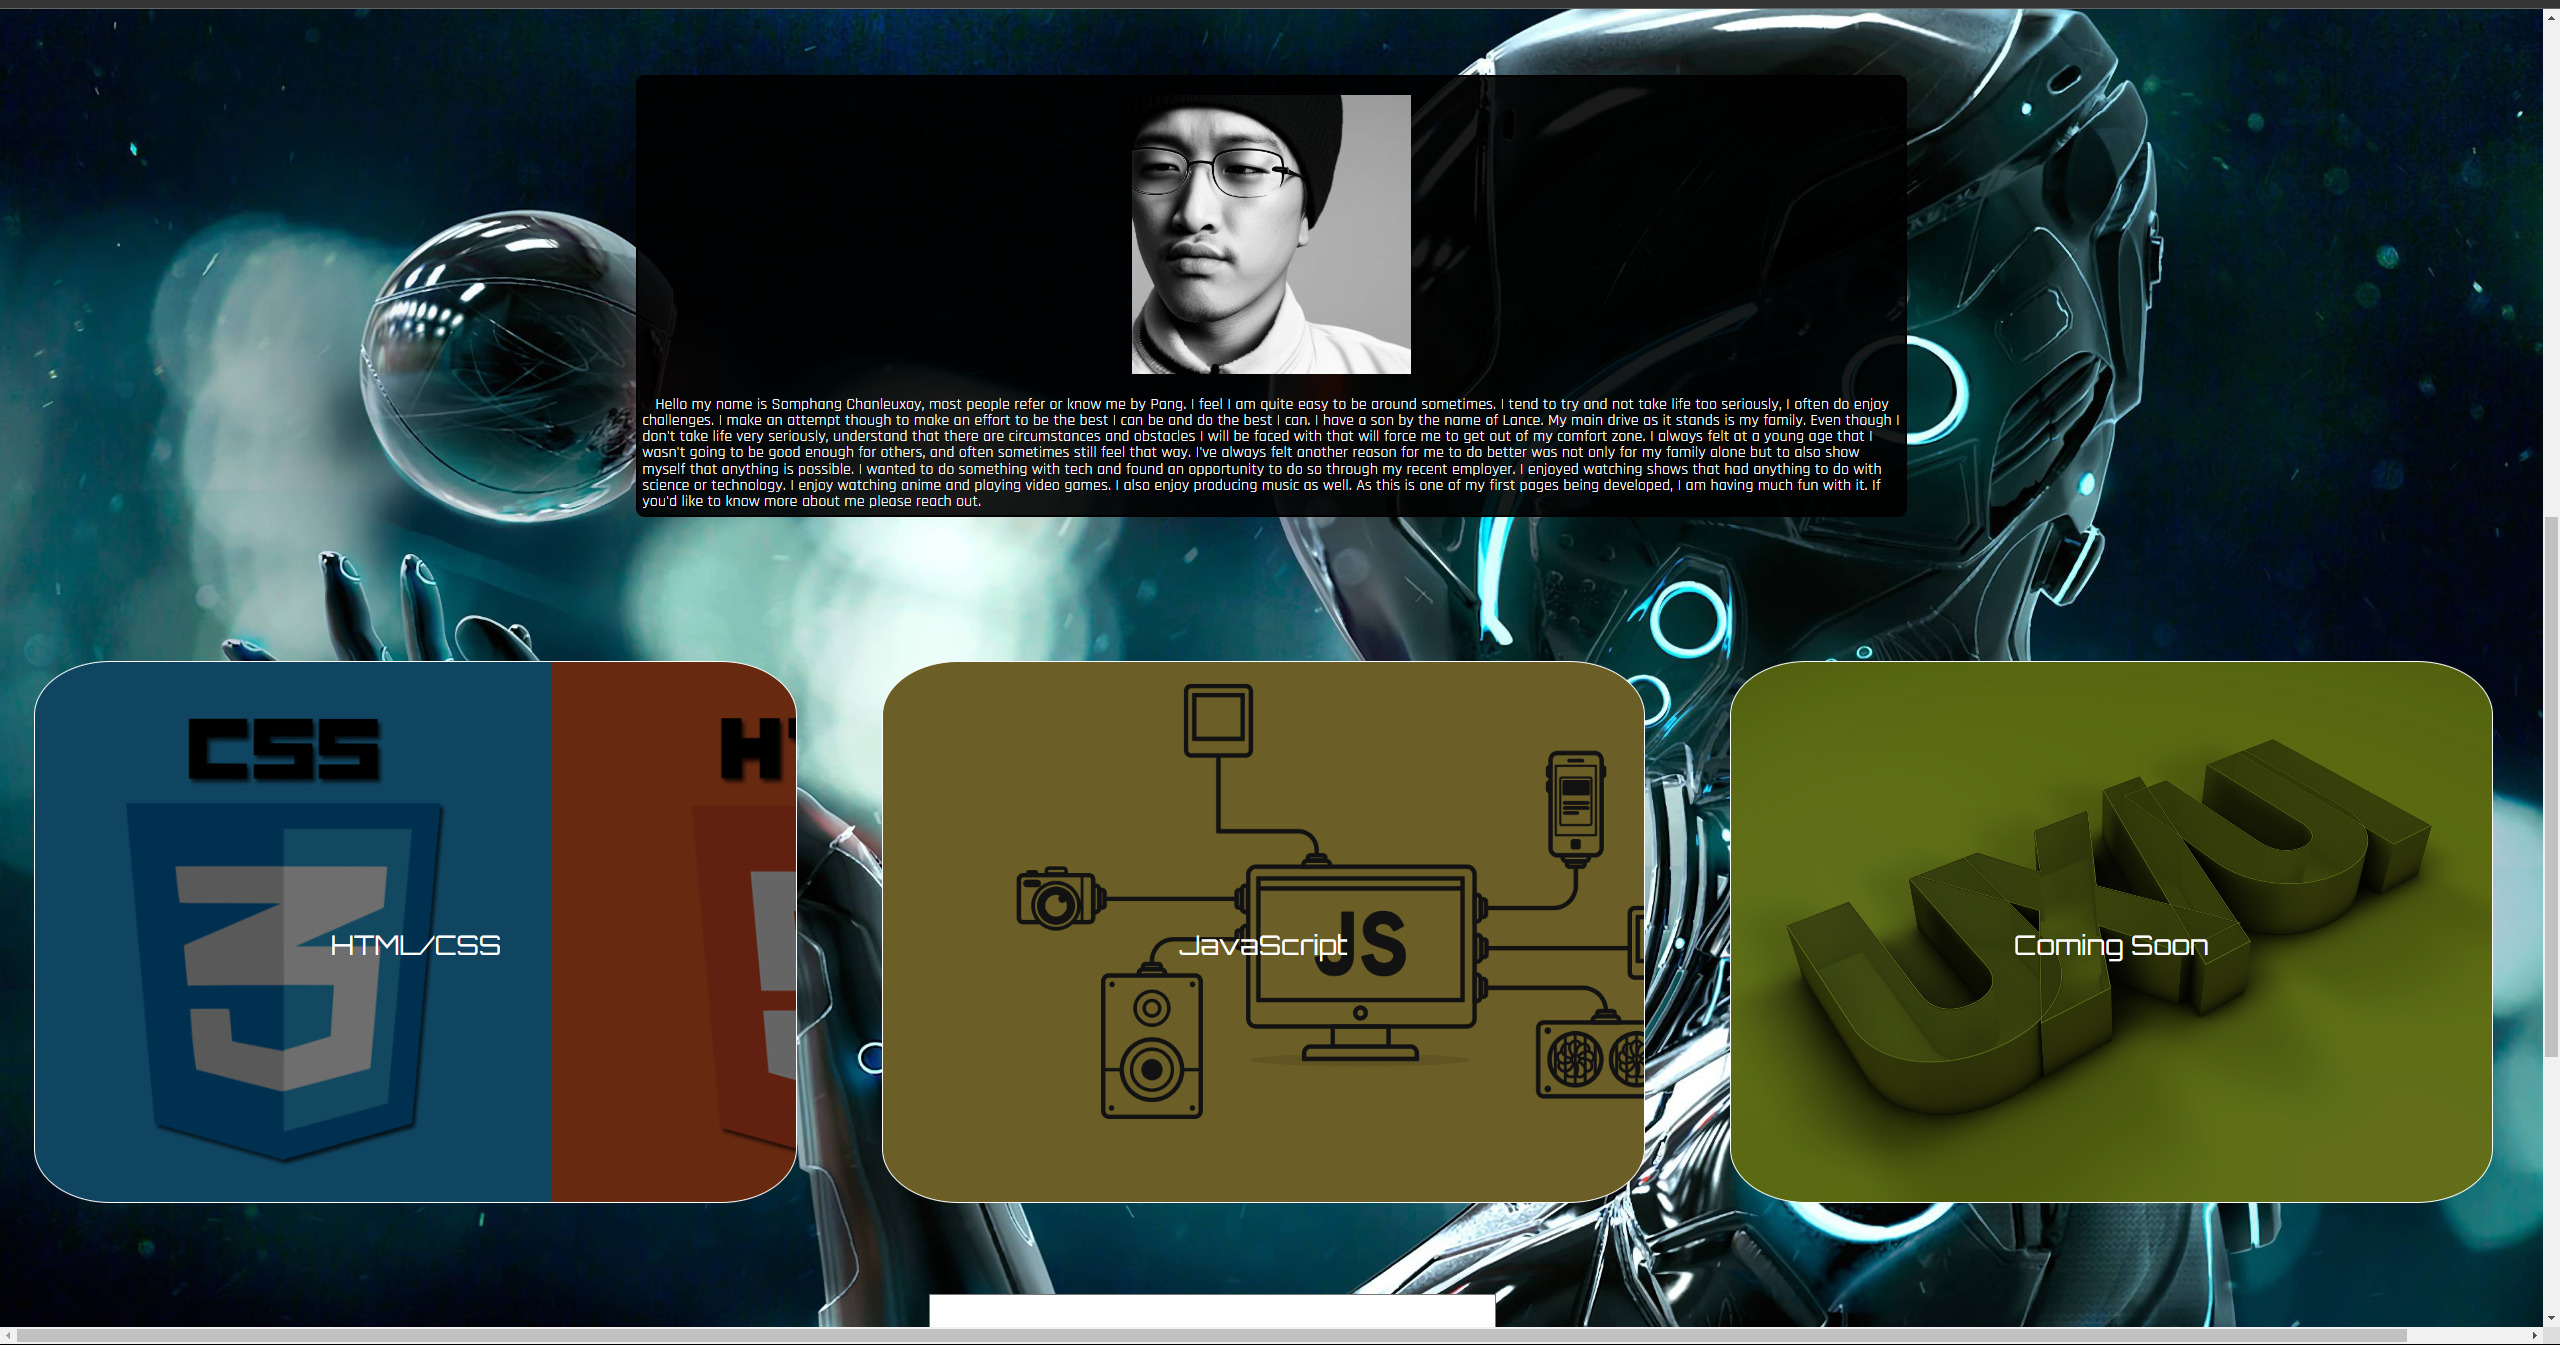 Hello my name is Somphang Chanleuxay, most people refer or know me by Pang. I feel I am quite easy to be around sometimes. I tend to try and not take life too seriously, I often do enjoy
challenges. I make an attempt though to make an effort to be the best I can be and do the best I can. I have a son by the name of Lance. My main drive as it stands is my family. Even though I
don't take life very seriously, understand that there are circumstances and obstacles I will be faced with that will force me to get out of my comfort zone. I always felt at a young age that I
wasn't going to be good enough for others, and often sometimes still feel that way. I've always felt another reason for me to do better was not only for my family alone but to also show
myself that anything is possible. I wanted to do something with tech and found an opportunity to do so through my recent employer. I enjoyed watching shows that had anything to do with
science or technology. I enjoy watching anime and playing video games. I also enjoy producing music as well. As this is one of my first pages being developed, I am having much fun with it. If
you'd like to know more about me please reach out.
CSS
3
HTML/CSS
JS
JavaScript
UX/UI
Coming Soon